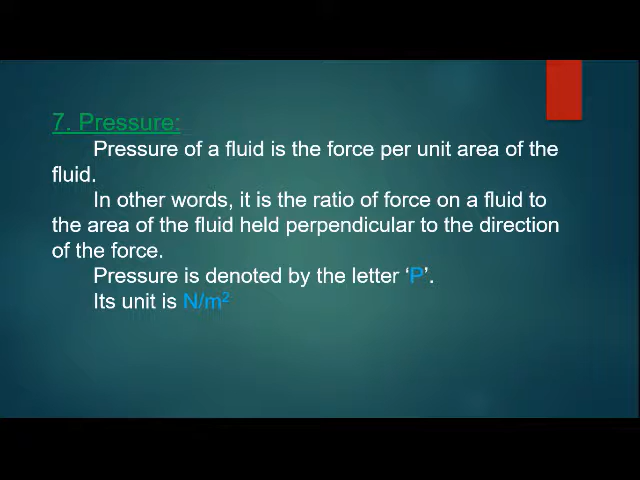 7. Pressure:
Pressure of a fluid is the force per unit area of the
fluid.
In other words, it is the ratio of force on a fluid to
the area of the fluid held perpendicular to the direction
of the force.
Pressure is denoted by the letter ‘P’.
Its unit is N/m²